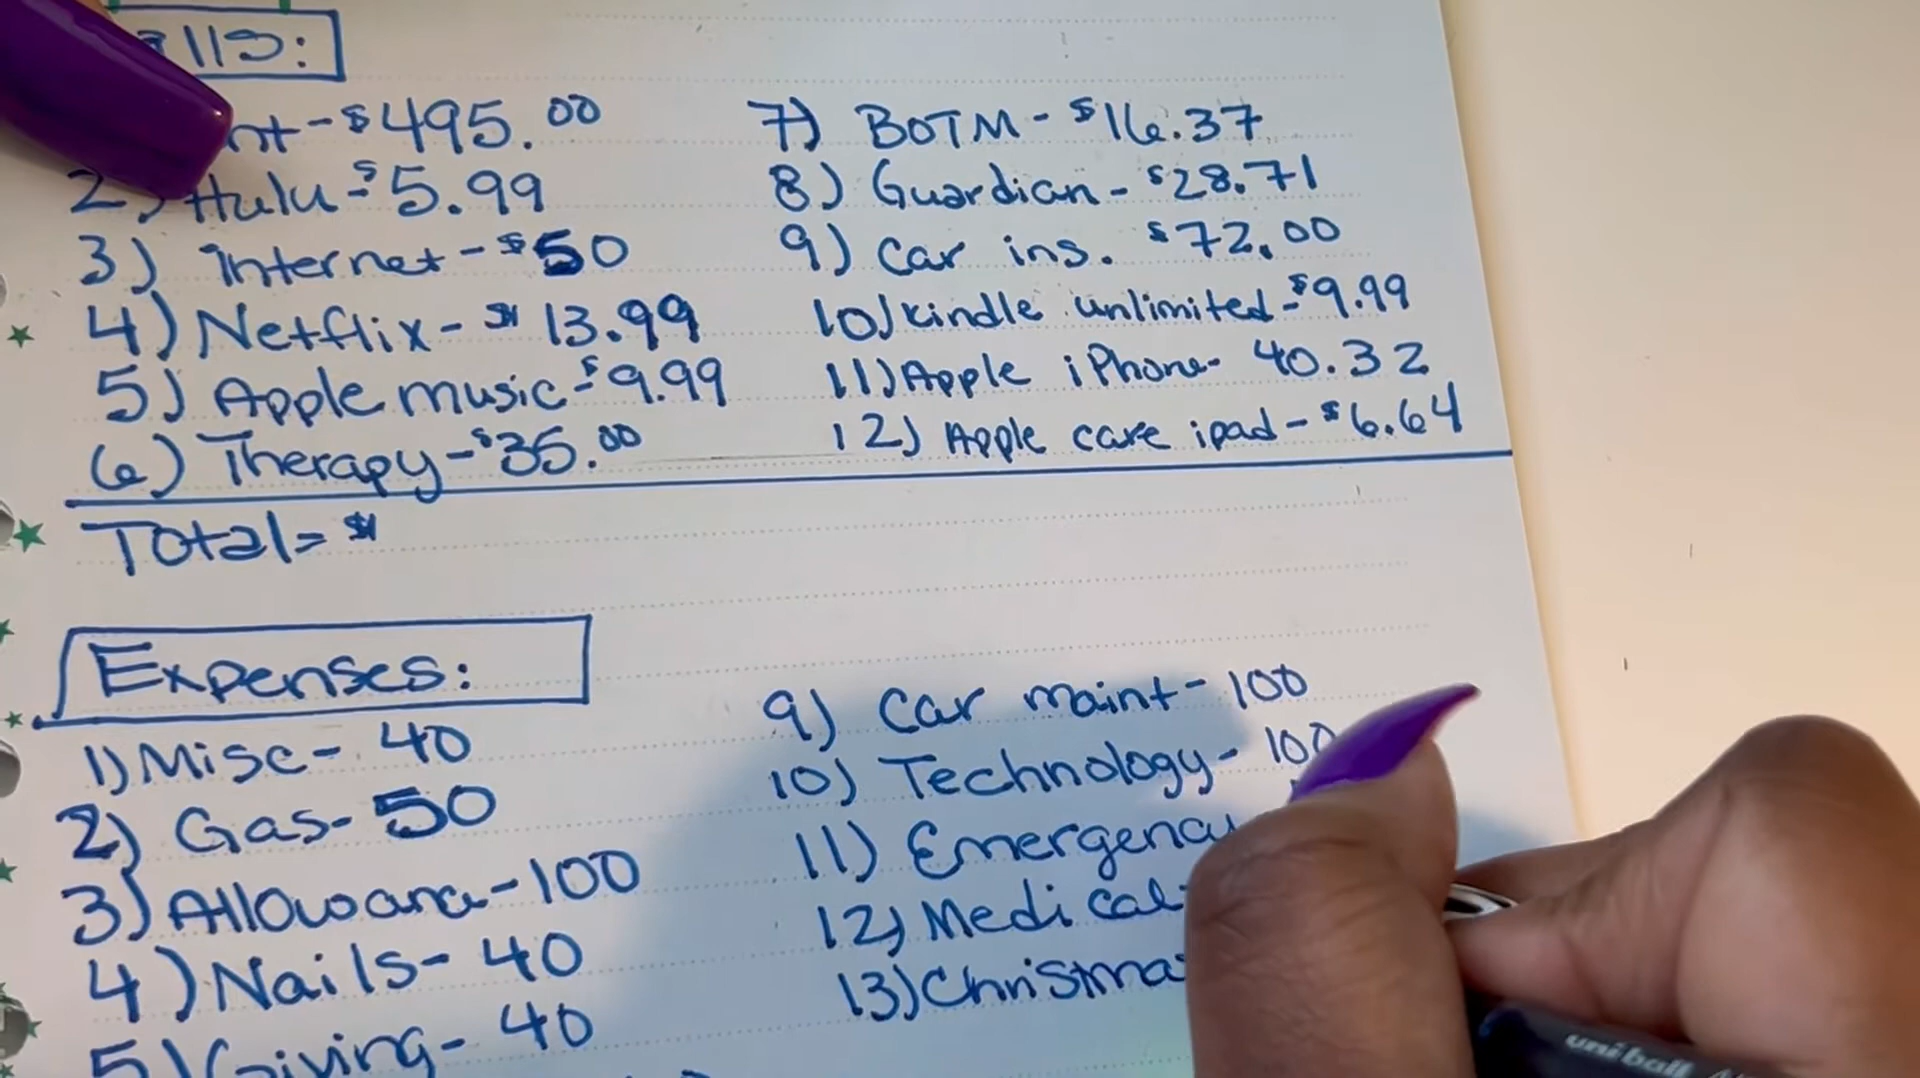 nt - $495.00
2) Hulu - $5.99
3) Internet - $50
4) Netflix - $13.99
5) Apple music - $9.99
6) Therapy - $35.00
7) BOTM - $16.37
8) Guardian - $28.71
9) Car ins. $72.00
10) Kindle unlimited - $9.99
11) Apple iPhone - 40.32
12) Apple care ipad - $6.64
Total = $
Expenses:
1) Misc - 40
2) Gas - 50
3) Allowance - 100
4) Nails - 40
5) Giving - 40
9) Car maint - 100
10) Technology - 100
11) Emergency
12) Medical -
13) Christmas
uniball